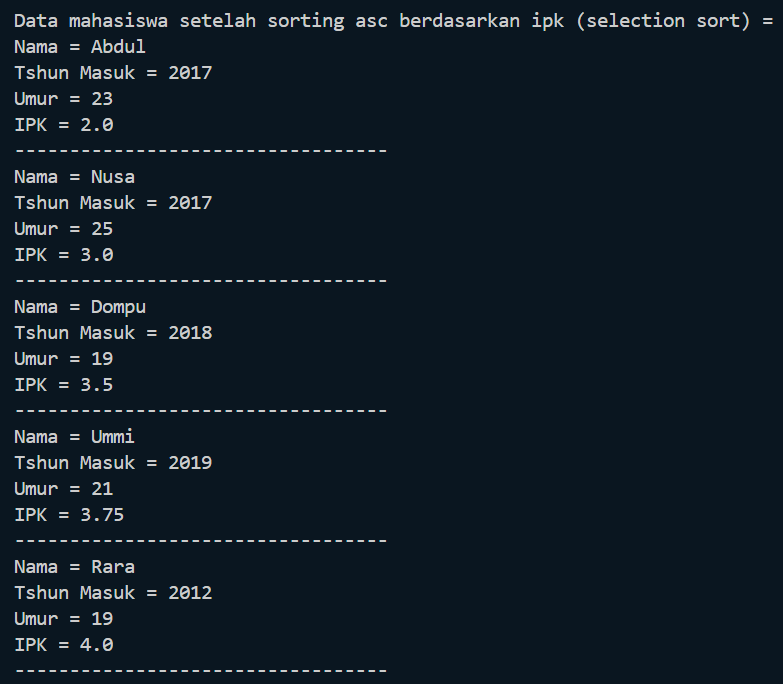 Data mahasiswa setelah sorting asc berdasarkan ipk (selection sort) =
Nama = Abdul
Tshun Masuk = 2017
Umur = 23
IPK = 2.0
----------------------------------
Nama = Nusa
Tshun Masuk = 2017
Umur = 25
IPK = 3.0
----------------------------------
Nama = Dompu
Tshun Masuk = 2018
Umur = 19
IPK = 3.5
----------------------------------
Nama = Ummi
Tshun Masuk = 2019
Umur = 21
IPK = 3.75
----------------------------------
Nama = Rara
Tshun Masuk = 2012
Umur = 19
IPK = 4.0
----------------------------------